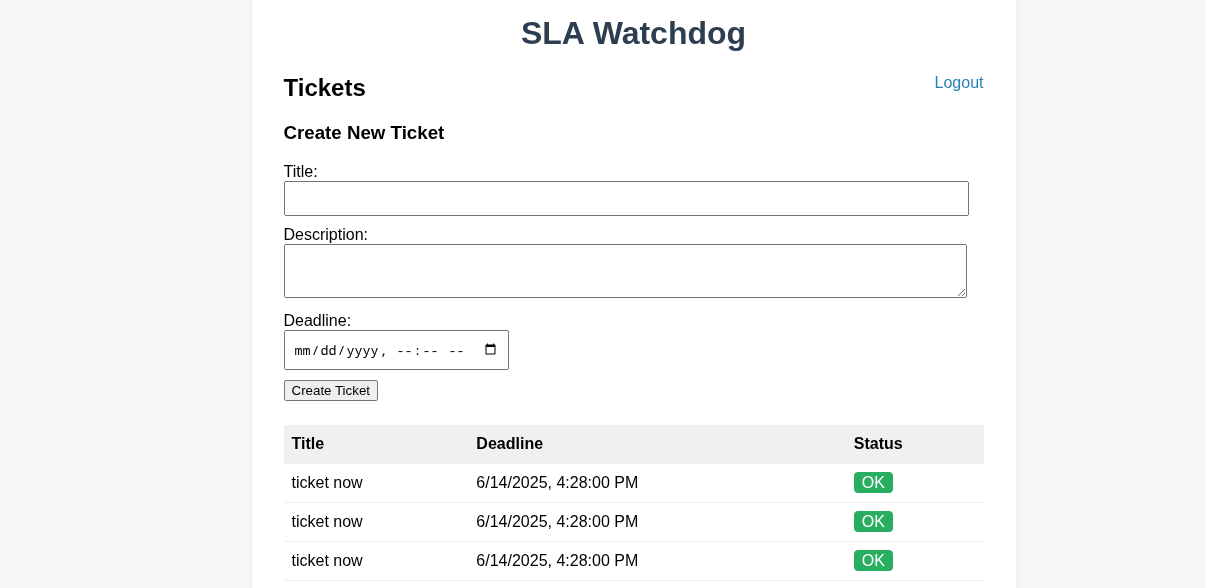 SLA Watchdog
Tickets
Logout
Create New Ticket
Title:
Description:
Deadline:
mm/dd/yyyy, --:-- --
Create Ticket
Title Deadline Status
ticket now 6/14/2025, 4:28:00 PM OK
ticket now 6/14/2025, 4:28:00 PM OK
ticket now 6/14/2025, 4:28:00 PM OK